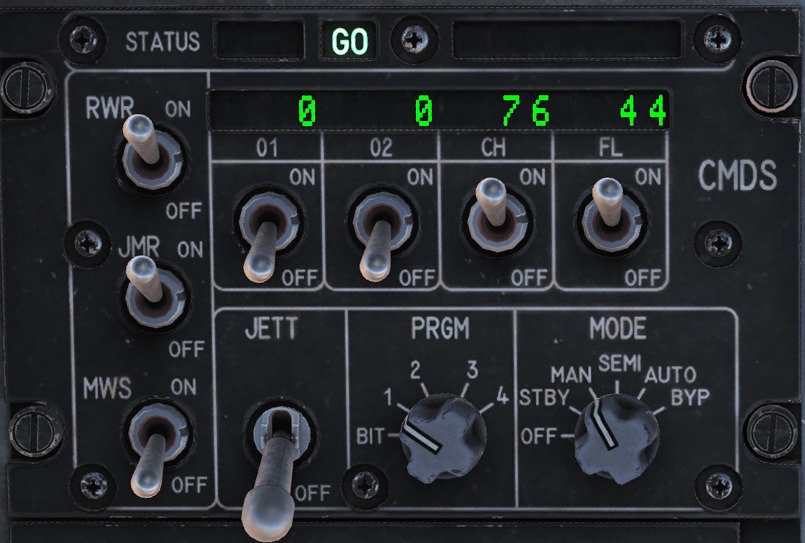 STATUS GO
RWR ON
OFF
0 0 76 44
01 02 CH FL
ON ON ON ON
OFF OFF OFF OFF
CMDS
JMR ON
OFF
MWS ON
OFF
JETT
OFF
PRGM
BIT 1 2 3 4
MODE
OFF STBY MAN SEMI AUTO BYP